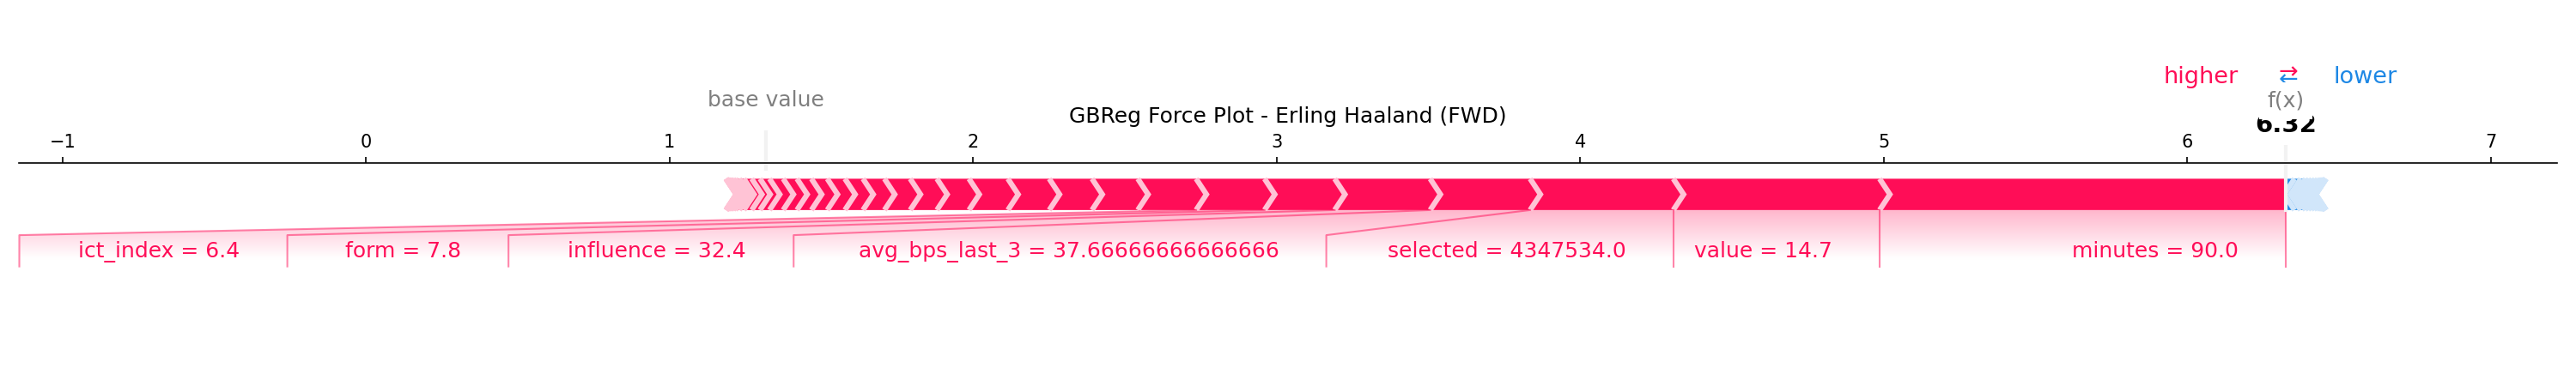 higher ⇄ lower
base value
f(x)
GBReg Force Plot - Erling Haaland (FWD)
6.32
−1 0 1 2 3 4 5 6 7
ict_index = 6.4 form = 7.8 influence = 32.4 avg_bps_last_3 = 37.66666666666666 selected = 4347534.0 value = 14.7 minutes = 90.0